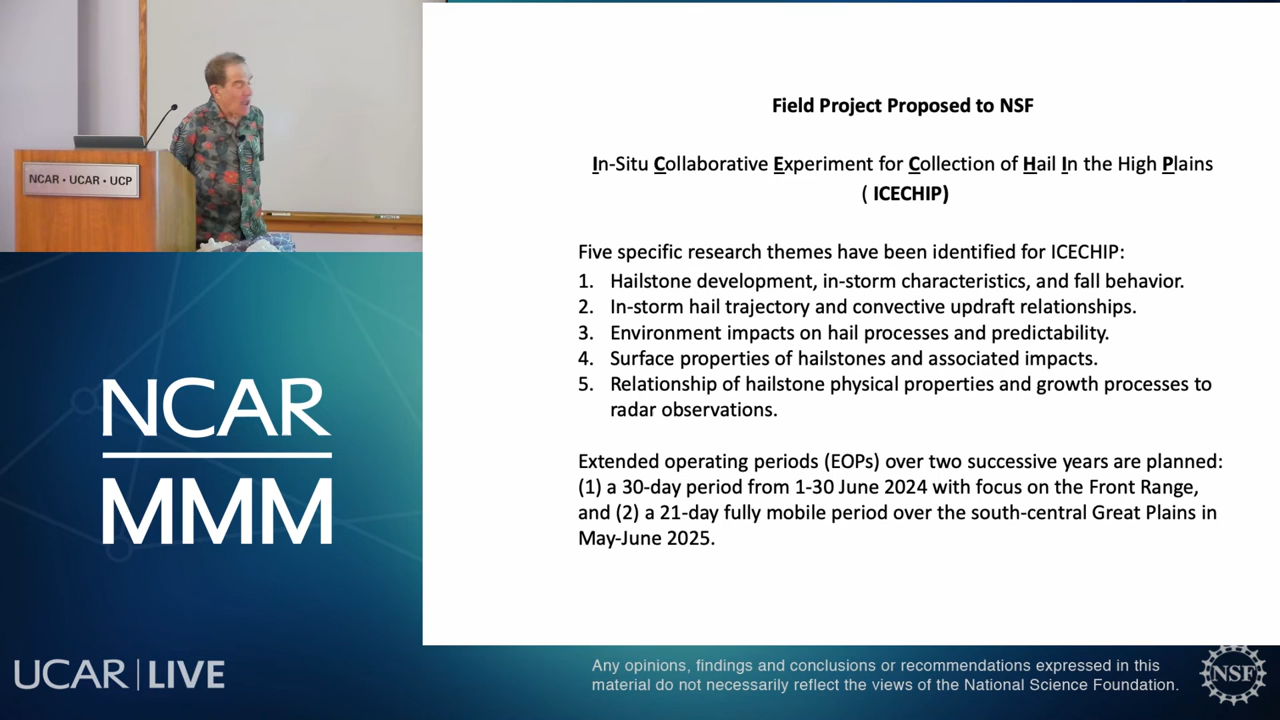 NCAR • UCAR • UCP
NCAR
MMM
UCAR | LIVE
Field Project Proposed to NSF
In-Situ Collaborative Experiment for Collection of Hail In the High Plains
( ICECHIP)
Five specific research themes have been identified for ICECHIP:
1. Hailstone development, in-storm characteristics, and fall behavior.
2. In-storm hail trajectory and convective updraft relationships.
3. Environment impacts on hail processes and predictability.
4. Surface properties of hailstones and associated impacts.
5. Relationship of hailstone physical properties and growth processes to
radar observations.
Extended operating periods (EOPs) over two successive years are planned:
(1) a 30-day period from 1-30 June 2024 with focus on the Front Range,
and (2) a 21-day fully mobile period over the south-central Great Plains in
May-June 2025.
Any opinions, findings and conclusions or recommendations expressed in this
material do not necessarily reflect the views of the National Science Foundation.
NSF